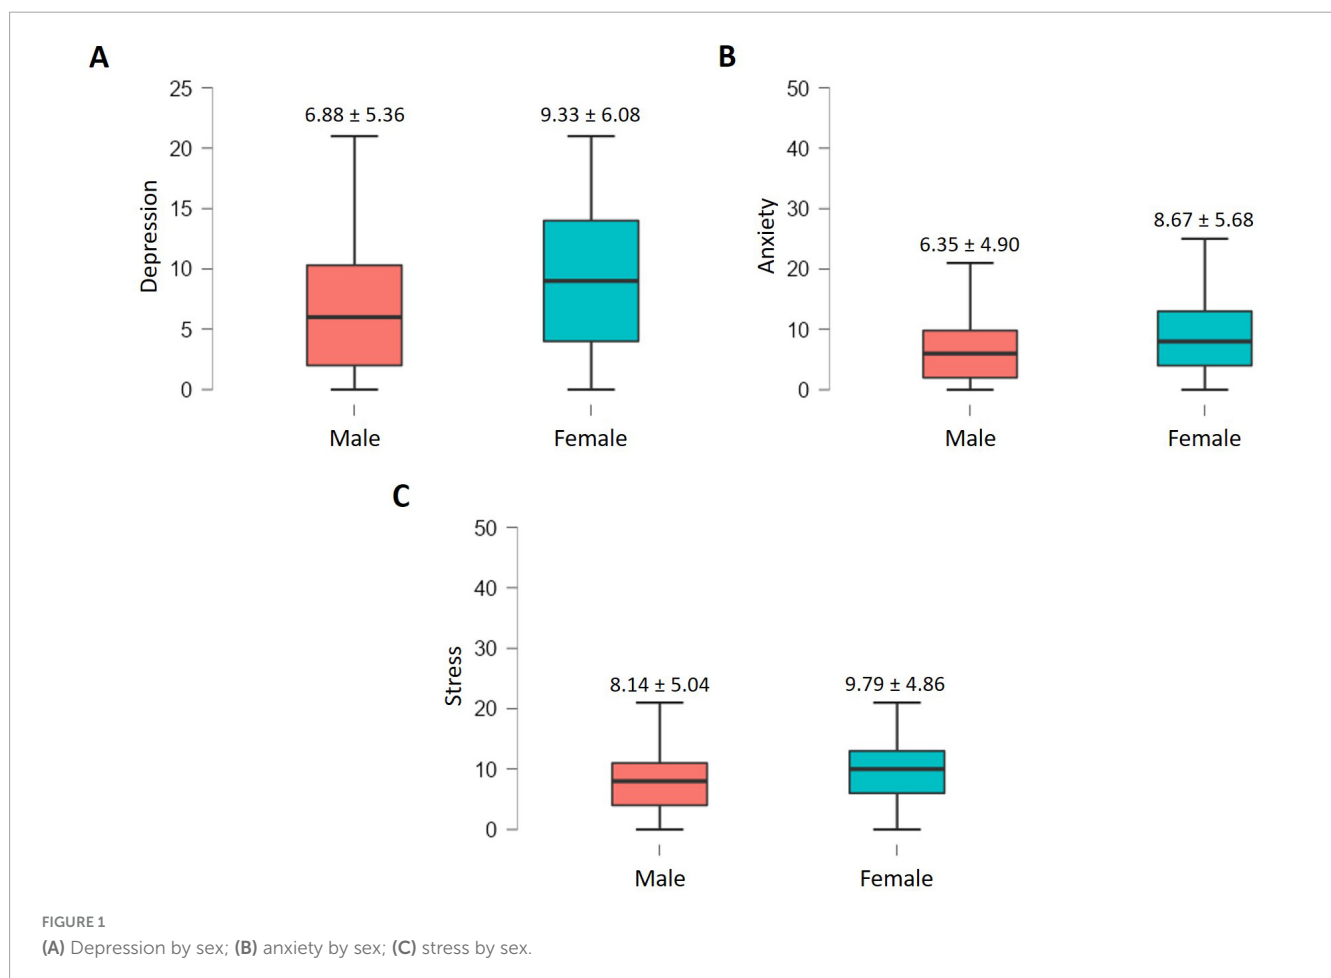 A
25
20
15
10
5
0
Depression
6.88 ± 5.36
9.33 ± 6.08
Male
Female
B
50
40
30
20
10
0
Anxiety
6.35 ± 4.90
8.67 ± 5.68
Male
Female
C
50
40
30
20
10
0
Stress
8.14 ± 5.04
9.79 ± 4.86
Male
Female
FIGURE 1
(A) Depression by sex; (B) anxiety by sex; (C) stress by sex.